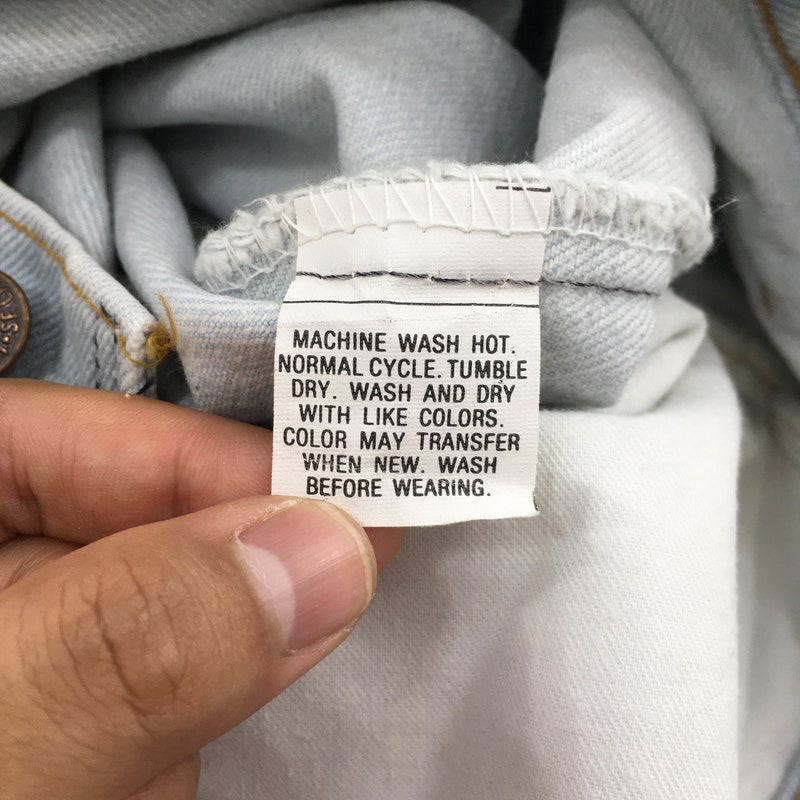 MACHINE WASH HOT.
NORMAL CYCLE. TUMBLE
DRY. WASH AND DRY
WITH LIKE COLORS.
COLOR MAY TRANSFER
WHEN NEW. WASH
BEFORE WEARING.